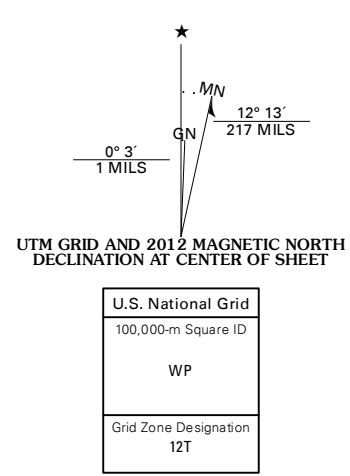 ★
MN
GN
12° 13´
217 MILS
0° 3´
1 MILS
UTM GRID AND 2012 MAGNETIC NORTH
DECLINATION AT CENTER OF SHEET
U.S. National Grid
100,000-m Square ID
WP
Grid Zone Designation
12T